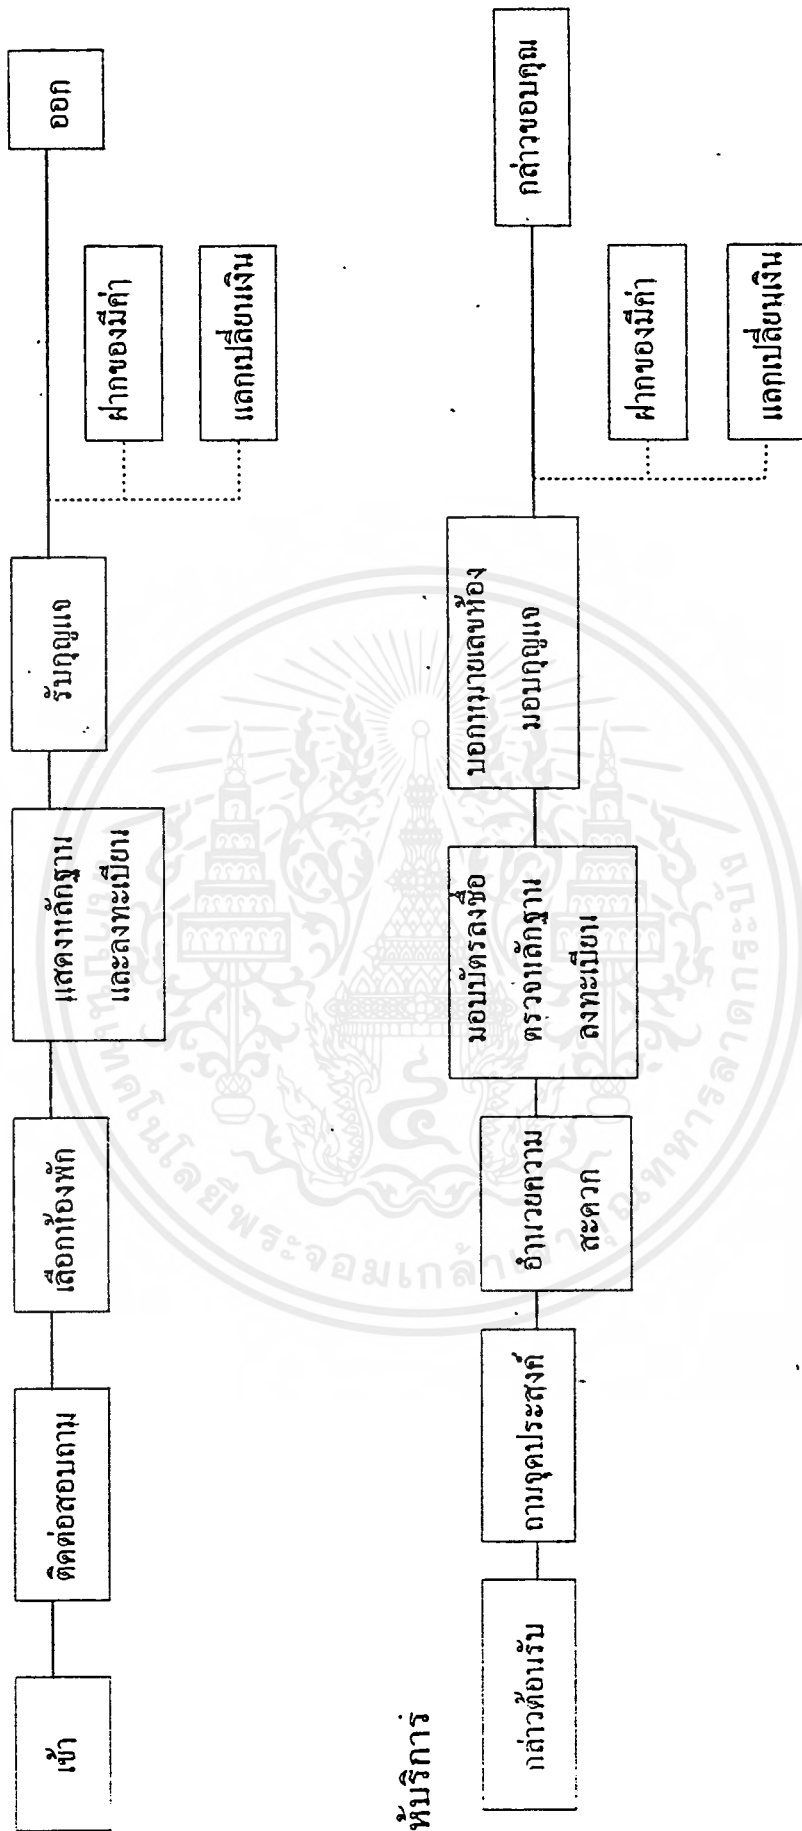 เข้า
ติดต่อสอบถาม
เลือกห้องพัก
แสดงหลักฐาน
และลงทะเบียน
รับกุญแจ
ฝากของมีค่า
แลกเปลี่ยนเงิน
ออก
ห้บริการ
กล่าวต้อนรับ
ถามจุดประสงค์
อำนวยความ
สะดวก
มอบบัตรลงชื่อ
ตรวจหลักฐาน
ลงทะเบียน
บอกหมายเลขห้อง
มอบกุญแจ
ฝากของมีค่า
แลกเปลี่ยนเงิน
กล่าวขอบคุณ